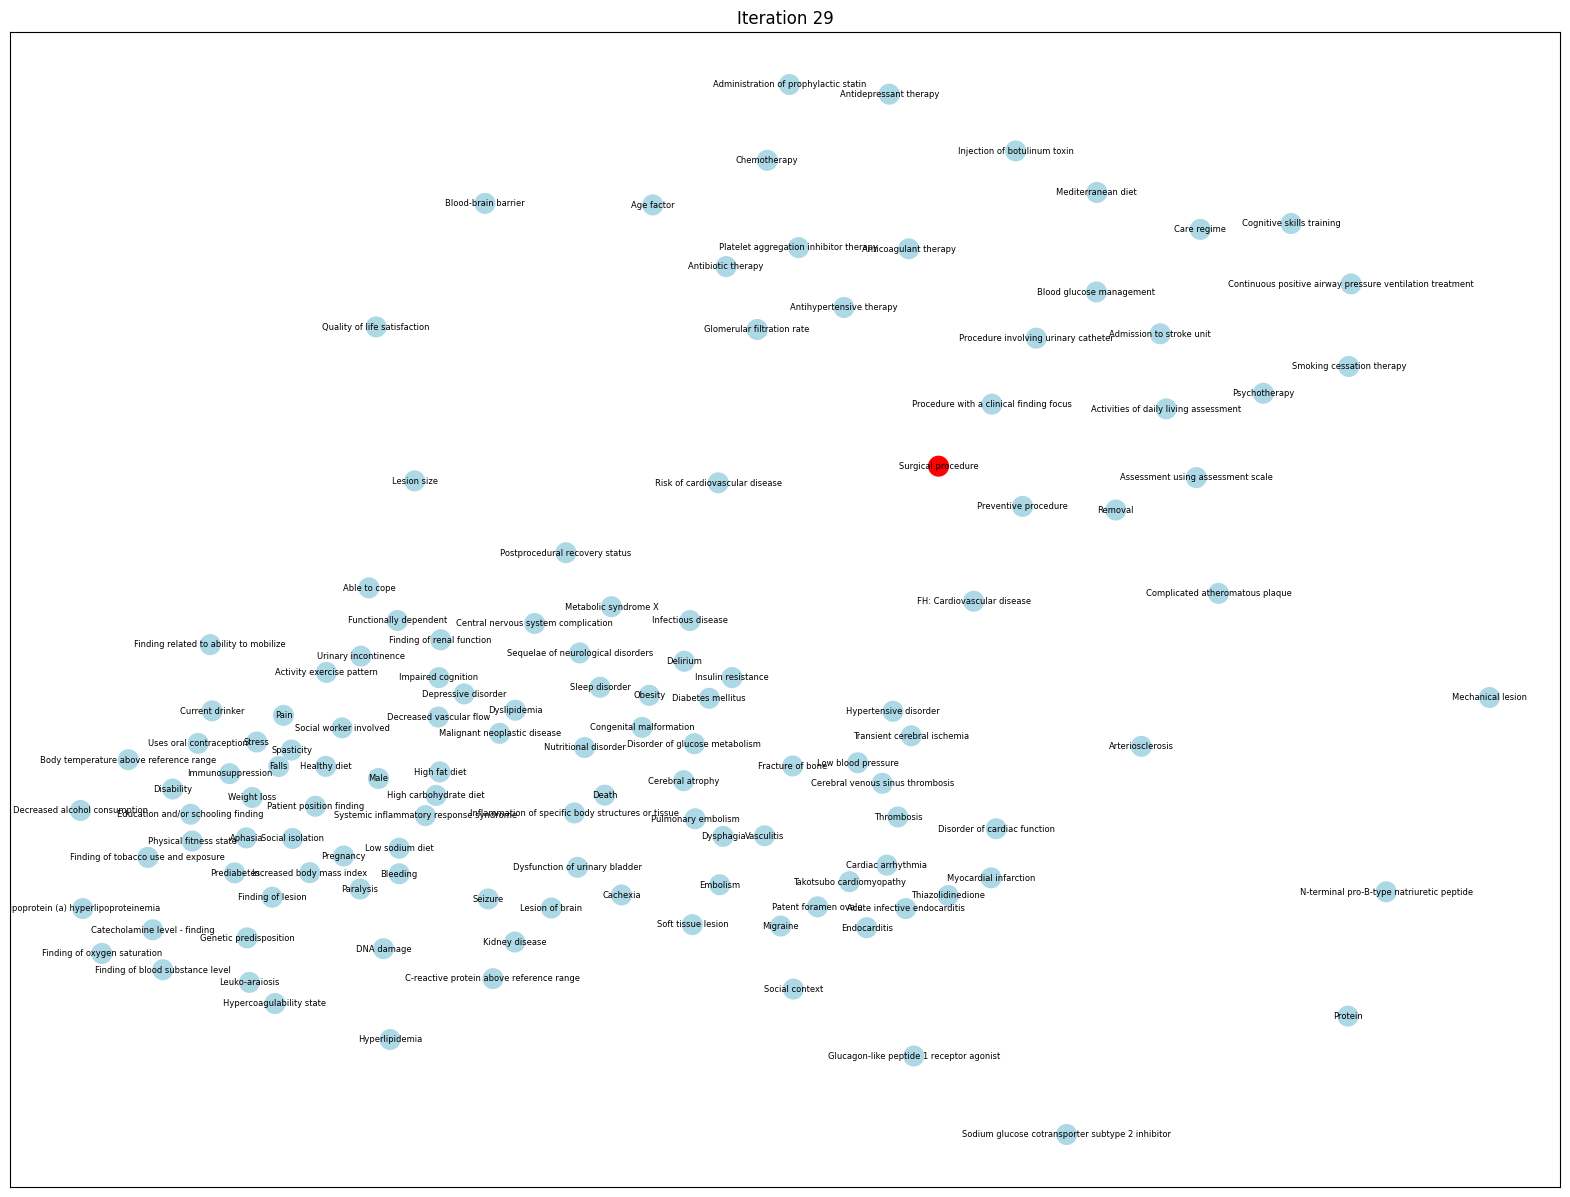 Iteration 29
Administration of prophylactic statin
Antidepressant therapy
Injection of botulinum toxin
Chemotherapy
Mediterranean diet
Blood-brain barrier
Age factor
Cognitive skills training
Care regime
Platelet aggregation inhibitor therapy
Anticoagulant therapy
Antibiotic therapy
Continuous positive airway pressure ventilation treatment
Blood glucose management
Antihypertensive therapy
Quality of life satisfaction
Glomerular filtration rate
Admission to stroke unit
Procedure involving urinary catheter
Smoking cessation therapy
Psychotherapy
Procedure with a clinical finding focus
Activities of daily living assessment
Surgical procedure
Assessment using assessment scale
Lesion size
Risk of cardiovascular disease
Preventive procedure
Removal
Postprocedural recovery status
Able to cope
Complicated atheromatous plaque
FH: Cardiovascular disease
Metabolic syndrome X
Functionally dependent
Infectious disease
Central nervous system complication
Finding of renal function
Finding related to ability to mobilize
Sequelae of neurological disorders
Urinary incontinence
Delirium
Activity exercise pattern
Impaired cognition
Insulin resistance
Sleep disorder
Depressive disorder
Obesity
Diabetes mellitus
Mechanical lesion
Current drinker
Dyslipidemia
Hypertensive disorder
Pain
Decreased vascular flow
Social worker involved
Congenital malformation
Malignant neoplastic disease
Transient cerebral ischemia
Uses oral contraception
Stress
Disorder of glucose metabolism
Arteriosclerosis
Nutritional disorder
Spasticity
Body temperature above reference range
Low blood pressure
Falls
Healthy diet
Fracture of bone
Immunosuppression
High fat diet
Male
Cerebral atrophy
Cerebral venous sinus thrombosis
Disability
High carbohydrate diet
Death
Weight loss
Patient position finding
Decreased alcohol consumption
Education and/or schooling finding
Systemic inflammatory response syndrome
Inflammation of specific body structures or tissue
Thrombosis
Pulmonary embolism
Disorder of cardiac function
Dysphagia
Vasculitis
Physical fitness state
Aphasia
Social isolation
Low sodium diet
Finding of tobacco use and exposure
Pregnancy
Cardiac arrhythmia
Dysfunction of urinary bladder
Prediabetes
Increased body mass index
Bleeding
Myocardial infarction
Takotsubo cardiomyopathy
Embolism
Paralysis
N-terminal pro-B-type natriuretic peptide
Finding of lesion
Cachexia
Thiazolidinedione
Seizure
Patent foramen ovale
Acute infective endocarditis
poprotein (a) hyperlipoproteinemia
Lesion of brain
Soft tissue lesion
Migraine
Endocarditis
Catecholamine level - finding
Genetic predisposition
Kidney disease
DNA damage
Finding of oxygen saturation
Finding of blood substance level
C-reactive protein above reference range
Leuko-araiosis
Social context
Hypercoagulability state
Protein
Hyperlipidemia
Glucagon-like peptide 1 receptor agonist
Sodium glucose cotransporter subtype 2 inhibitor